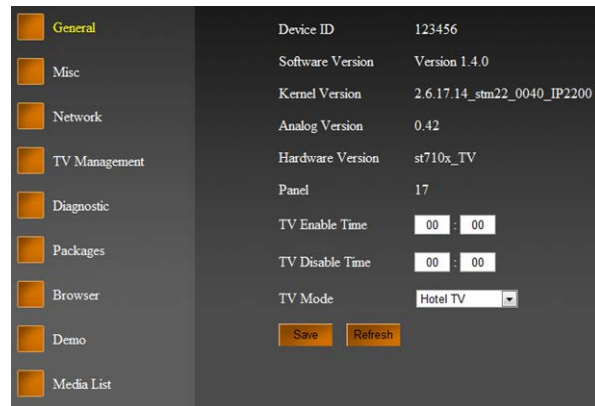 General
Misc
Network
TV Management
Diagnostic
Packages
Browser
Demo
Media List
Device ID 123456
Software Version Version 1.4.0
Kernel Version 2.6.17.14_stm22_0040_IP2200
Analog Version 0.42
Hardware Version st710x_TV
Panel 17
TV Enable Time 00 : 00
TV Disable Time 00 : 00
TV Mode Hotel TV
Save Refresh